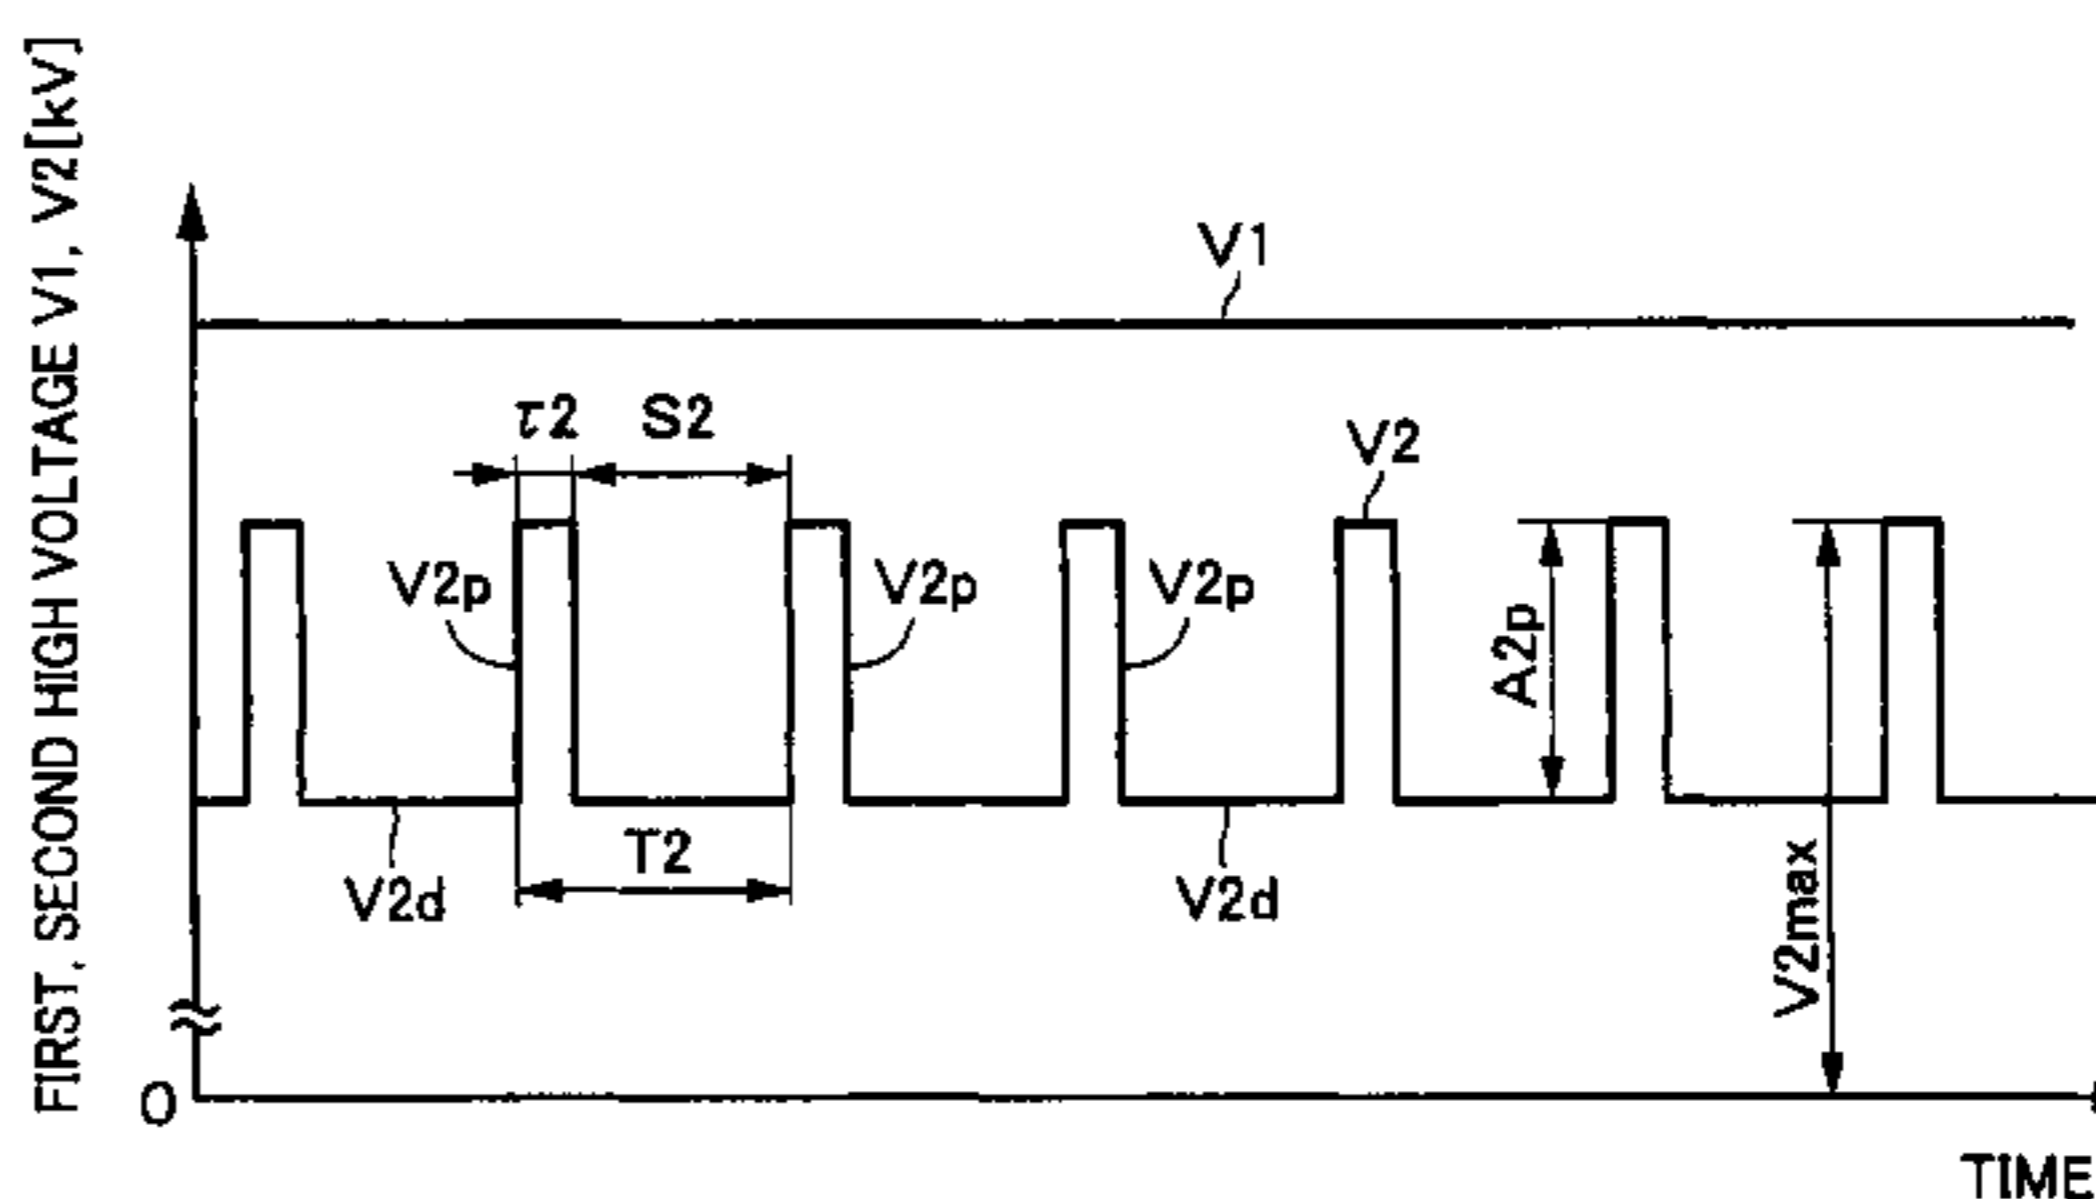 FIRST, SECOND HIGH VOLTAGE V1, V2[kV]
V1
τ2 S2
V2
V2p V2p V2p
A2p
T2
V2d V2d
V2max
0
TIME